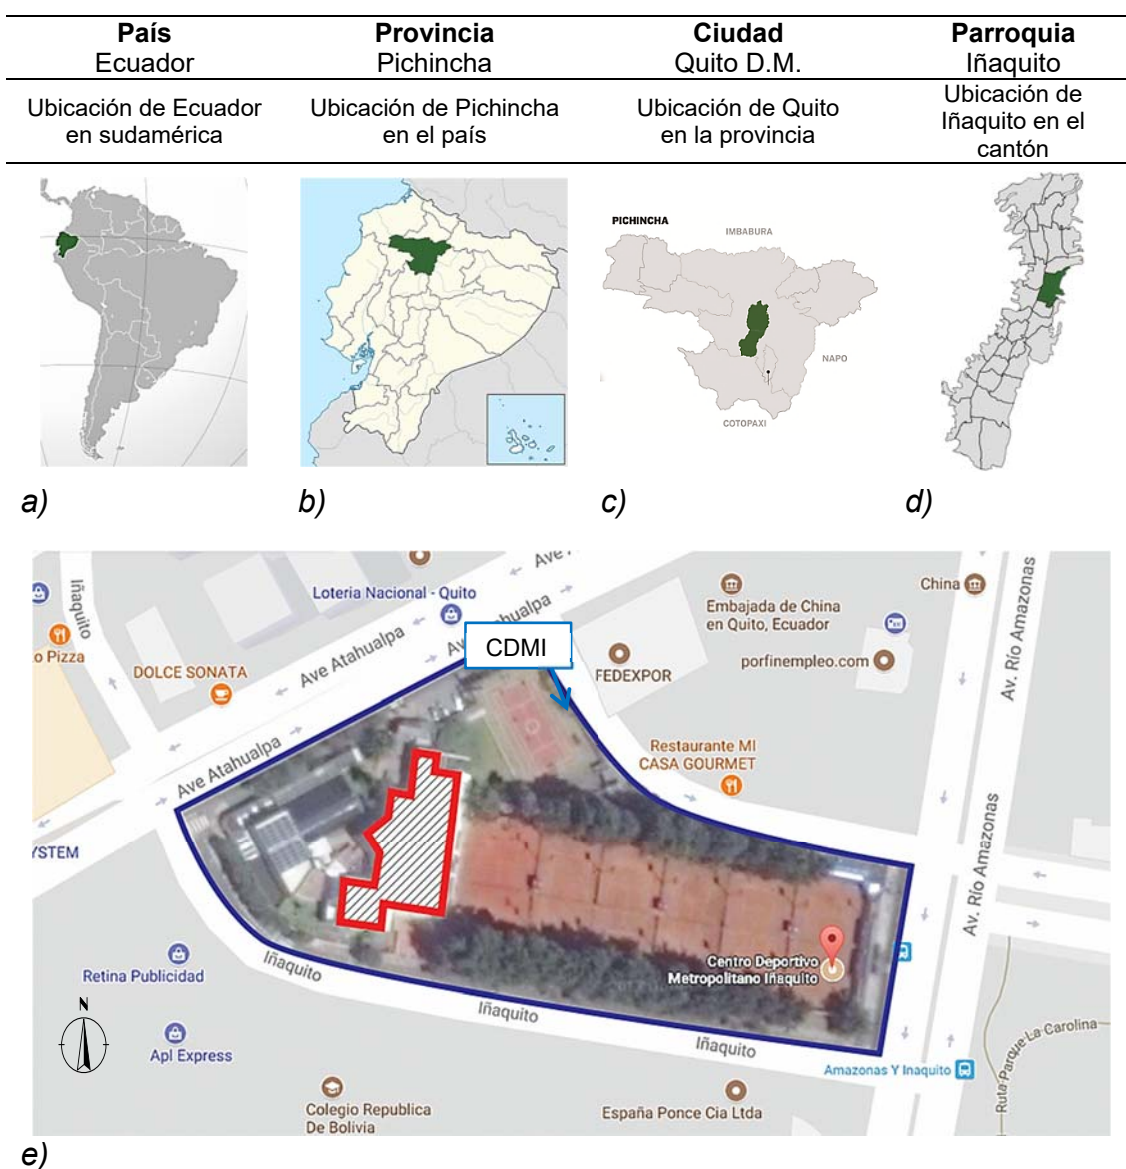 País
Ecuador
Provincia
Pichincha
Ciudad
Quito D.M.
Parroquia
Iñaquito
Ubicación de Ecuador
en sudamérica
Ubicación de Pichincha
en el país
Ubicación de Quito
en la provincia
Ubicación de
Iñaquito en el
cantón
PICHINCHA
IMBABURA
NAPO
COTOPAXI
a)
b)
c)
d)
Ave
Iñaquito
Loteria Nacional - Quito
China
Embajada de China
en Quito, Ecuador
Av. Río Amazonas
o Pizza
DOLCE SONATA
Ave Atahualpa
hualpa
CDMI
FEDEXPOR
porfinempleo.com
Ave Atahualpa
Restaurante MI
CASA GOURMET
YSTEM
Av. Río Amazonas
Centro Deportivo
Metropolitano Iñaquito
Retina Publicidad
Iñaquito
Iñaquito
Iñaquito
N
Apl Express
Amazonas Y Inaquito
Ruta Parque La Carolina
Colegio Republica
De Bolivia
España Ponce Cia Ltda
e)